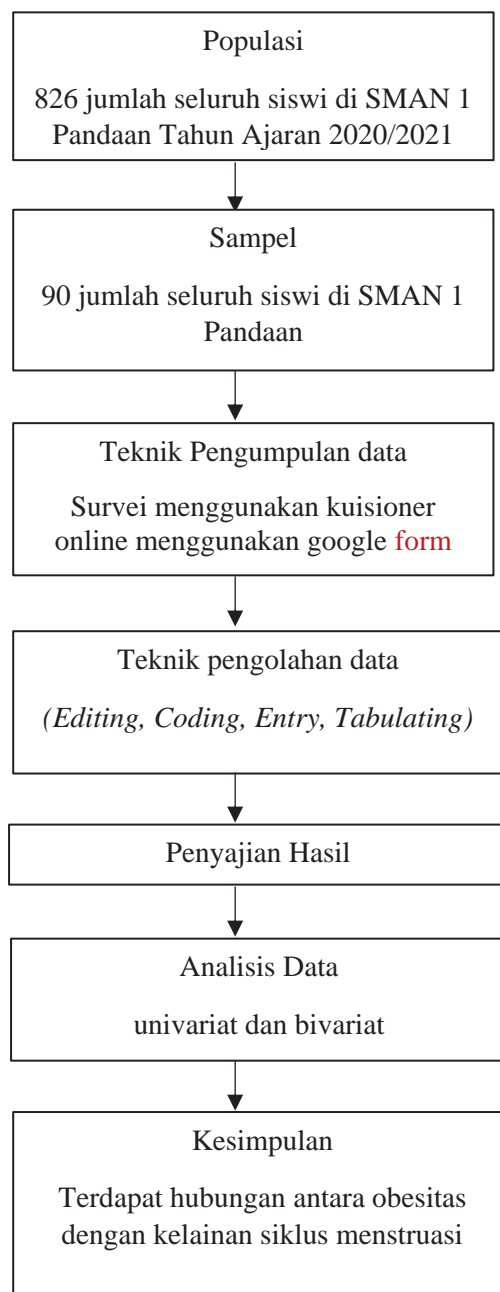 Populasi
826 jumlah seluruh siswi di SMAN 1
Pandaan Tahun Ajaran 2020/2021
Sampel
90 jumlah seluruh siswi di SMAN 1
Pandaan
Teknik Pengumpulan data
Survei menggunakan kuisioner
online menggunakan google form
Teknik pengolahan data
(Editing, Coding, Entry, Tabulating)
Penyajian Hasil
Analisis Data
univariat dan bivariat
Kesimpulan
Terdapat hubungan antara obesitas
dengan kelainan siklus menstruasi